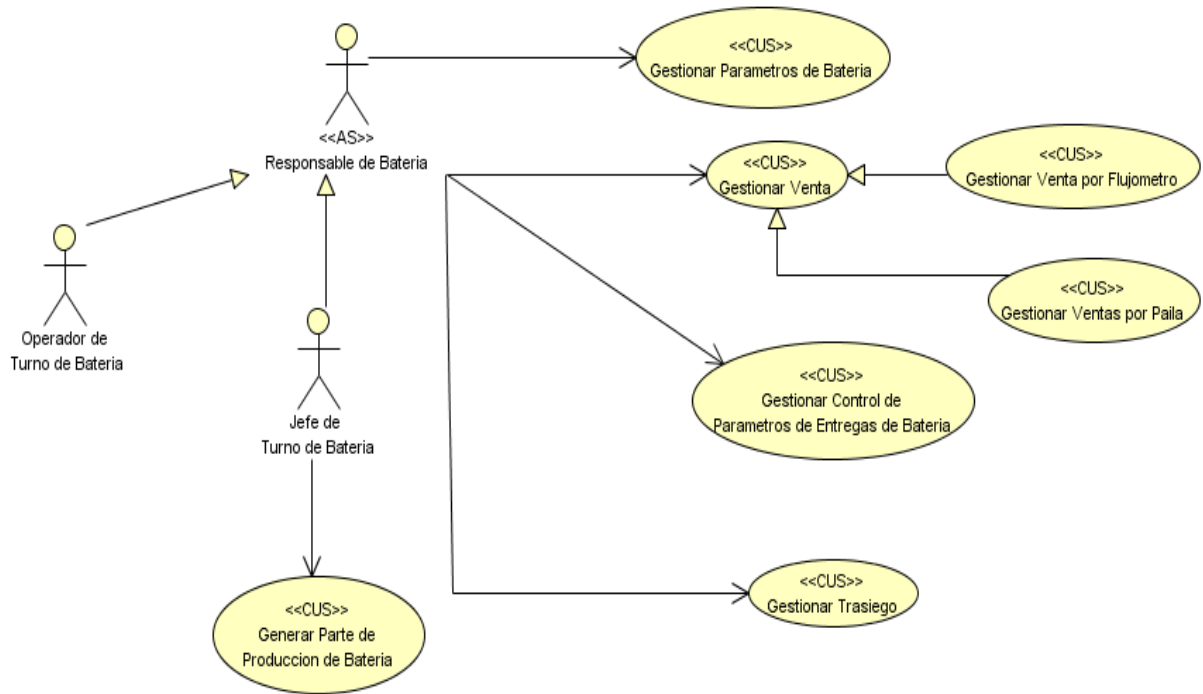 <<CUS>>
Gestionar Parametros de Bateria
<<AS>>
Responsable de Bateria
<<CUS>>
Gestionar Venta
<<CUS>>
Gestionar Venta por Flujometro
<<CUS>>
Gestionar Ventas por Paila
Operador de
Turno de Bateria
<<CUS>>
Gestionar Control de
Parametros de Entregas de Bateria
Jefe de
Turno de Bateria
<<CUS>>
Gestionar Trasiego
<<CUS>>
Generar Parte de
Produccion de Bateria